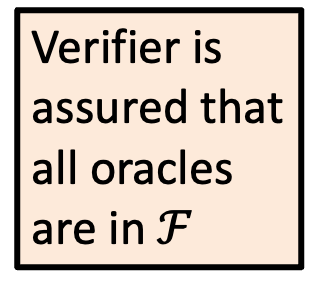 Verifier is
assured that
all oracles
are in ℱ